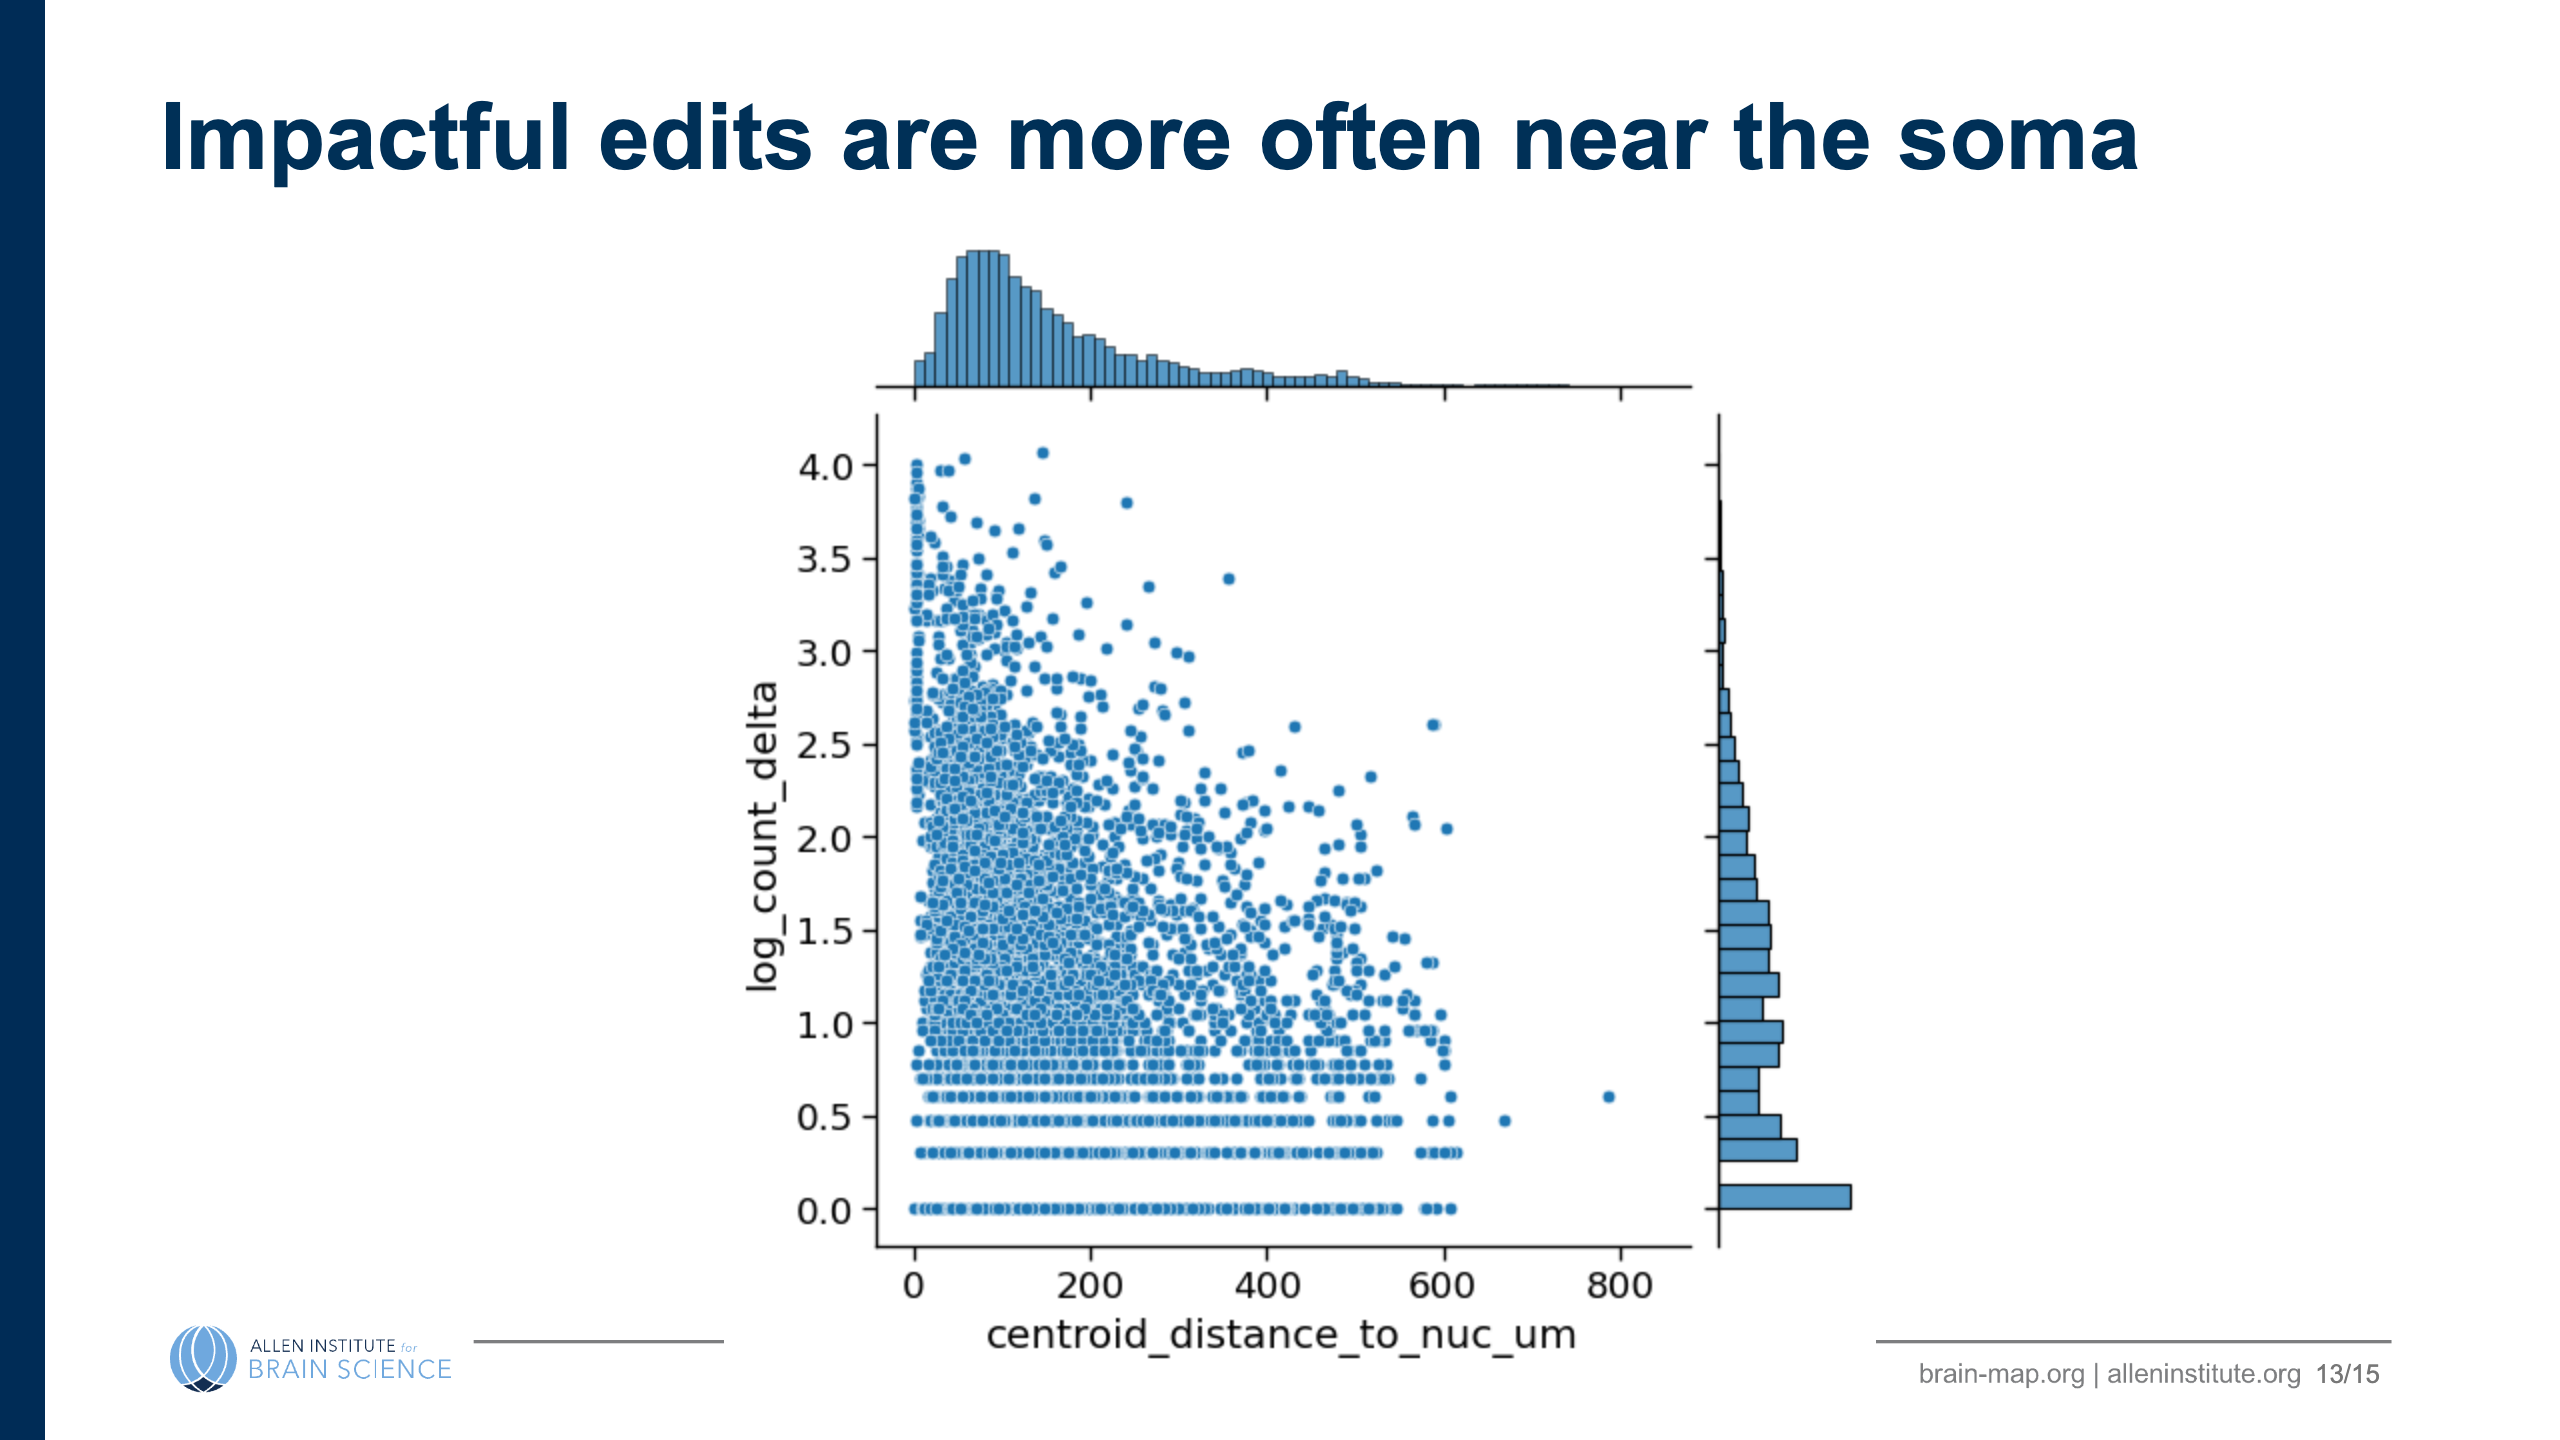 Impactful edits are more often near the soma
4.0
3.5
3.0
2.5
2.0
1.5
1.0
0.5
0.0
log_count_delta
0 200 400 600 800
centroid_distance_to_nuc_um
ALLEN INSTITUTE for
BRAIN SCIENCE
brain-map.org | alleninstitute.org 13/15